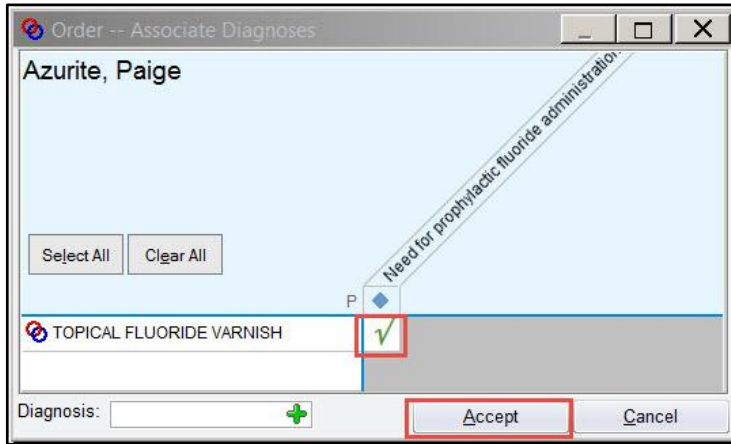 Order -- Associate Diagnoses
Azurite, Paige
Need for prophylactic fluoride administration
Select All Clear All
P
TOPICAL FLUORIDE VARNISH
√
Diagnosis:
Accept Cancel